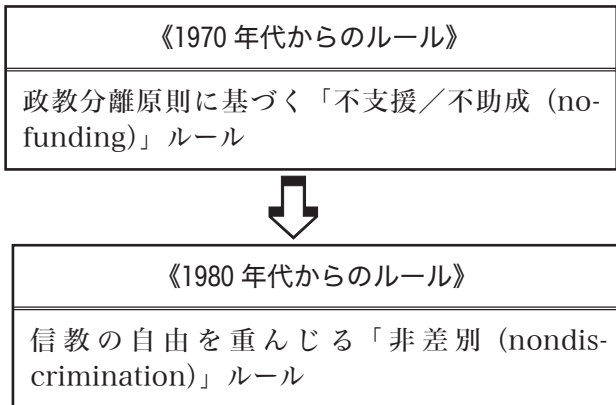 《1970 年代からのルール》
政教分離原則に基づく「不支援／不助成 (no-
funding)」ルール
《1980 年代からのルール》
信教の自由を重んじる「非差別 (nondis-
crimination)」ルール